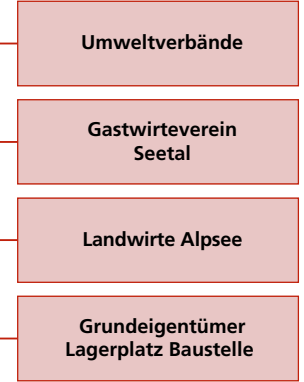 Umweltverbände
Gastwirteverein
Seetal
Landwirte Alpsee
Grundeigentümer
Lagerplatz Baustelle